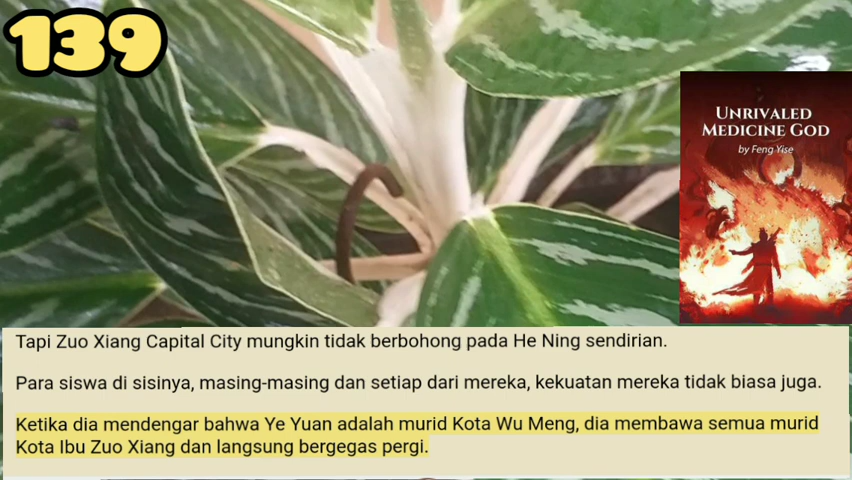 139
UNRIVALED
MEDICINE GOD
by Feng Yise
Tapi Zuo Xiang Capital City mungkin tidak berbohong pada He Ning sendirian.
Para siswa di sisinya, masing-masing dan setiap dari mereka, kekuatan mereka tidak biasa juga.
Ketika dia mendengar bahwa Ye Yuan adalah murid Kota Wu Meng, dia membawa semua murid
Kota Ibu Zuo Xiang dan langsung bergegas pergi.